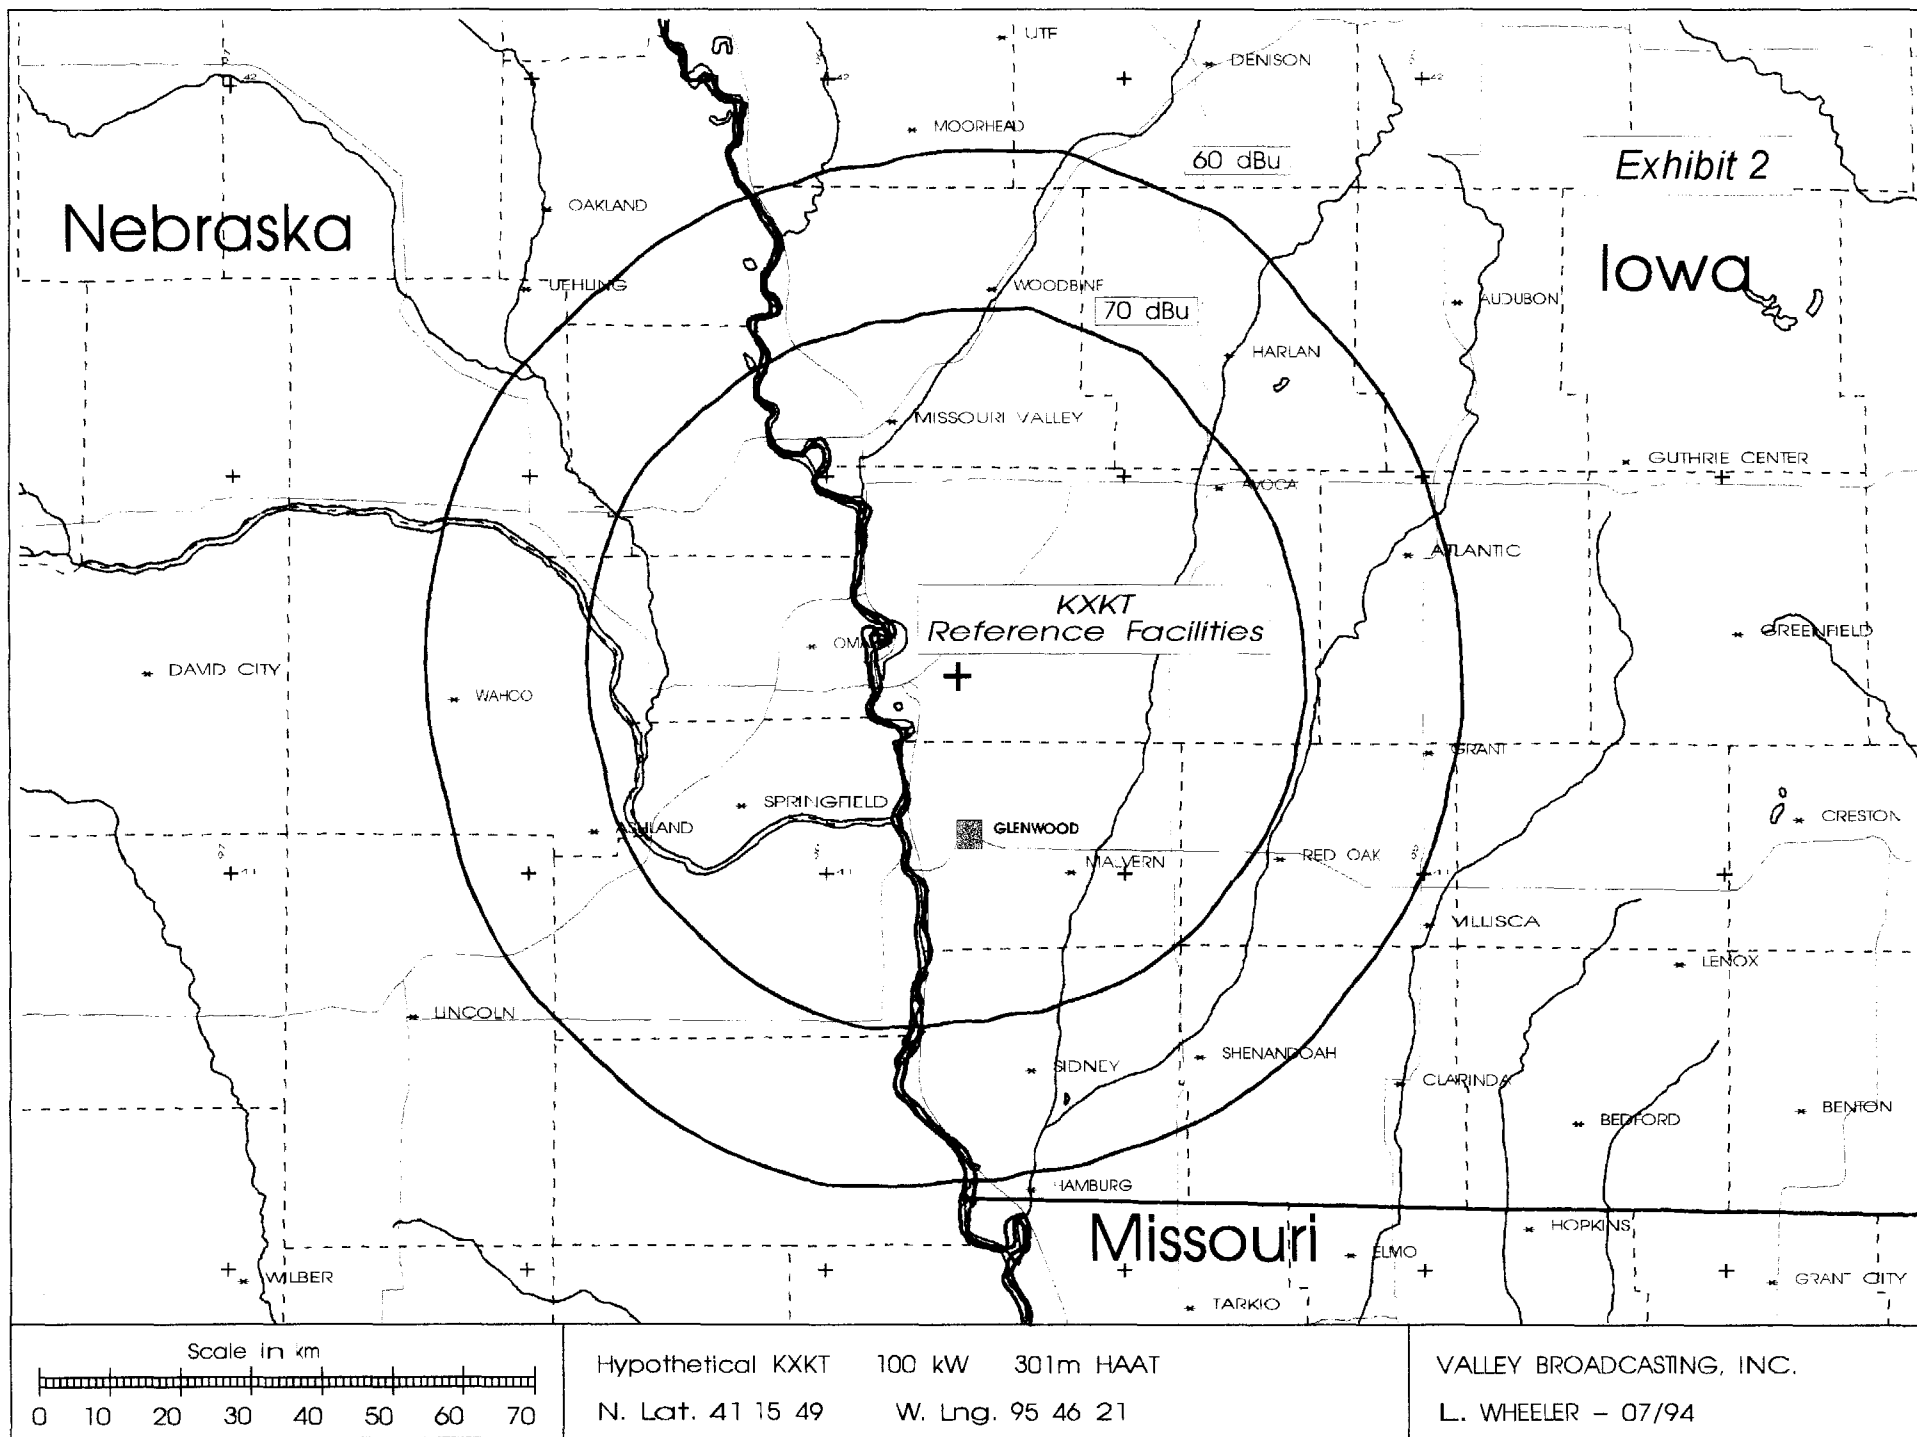 UTE
DENISON
MOORHEAD
60 dBu
Exhibit 2
Nebraska
OAKLAND
Iowa
UEHLING
WOODBINE
AUDUBON
70 dBu
HARLAN
MISSOURI VALLEY
GUTHRIE CENTER
AVOCA
ATLANTIC
KXKT
Reference Facilities
GREENFIELD
OMAHA
DAVID CITY
WAHOO
GRANT
SPRINGFIELD
CRESTON
ASHLAND
GLENWOOD
MALVERN
RED OAK
VILLISCA
LENOX
LINCOLN
SHENANDOAH
SIDNEY
CLARINDA
BENTON
BEDFORD
HAMBURG
Missouri
HOPKINS
ELMO
WILBER
GRANT CITY
TARKIO
Scale in km
0 10 20 30 40 50 60 70
Hypothetical KXKT 100 kW 301m HAAT
N. Lat. 41 15 49 W. Lng. 95 46 21
VALLEY BROADCASTING, INC.
L. WHEELER - 07/94